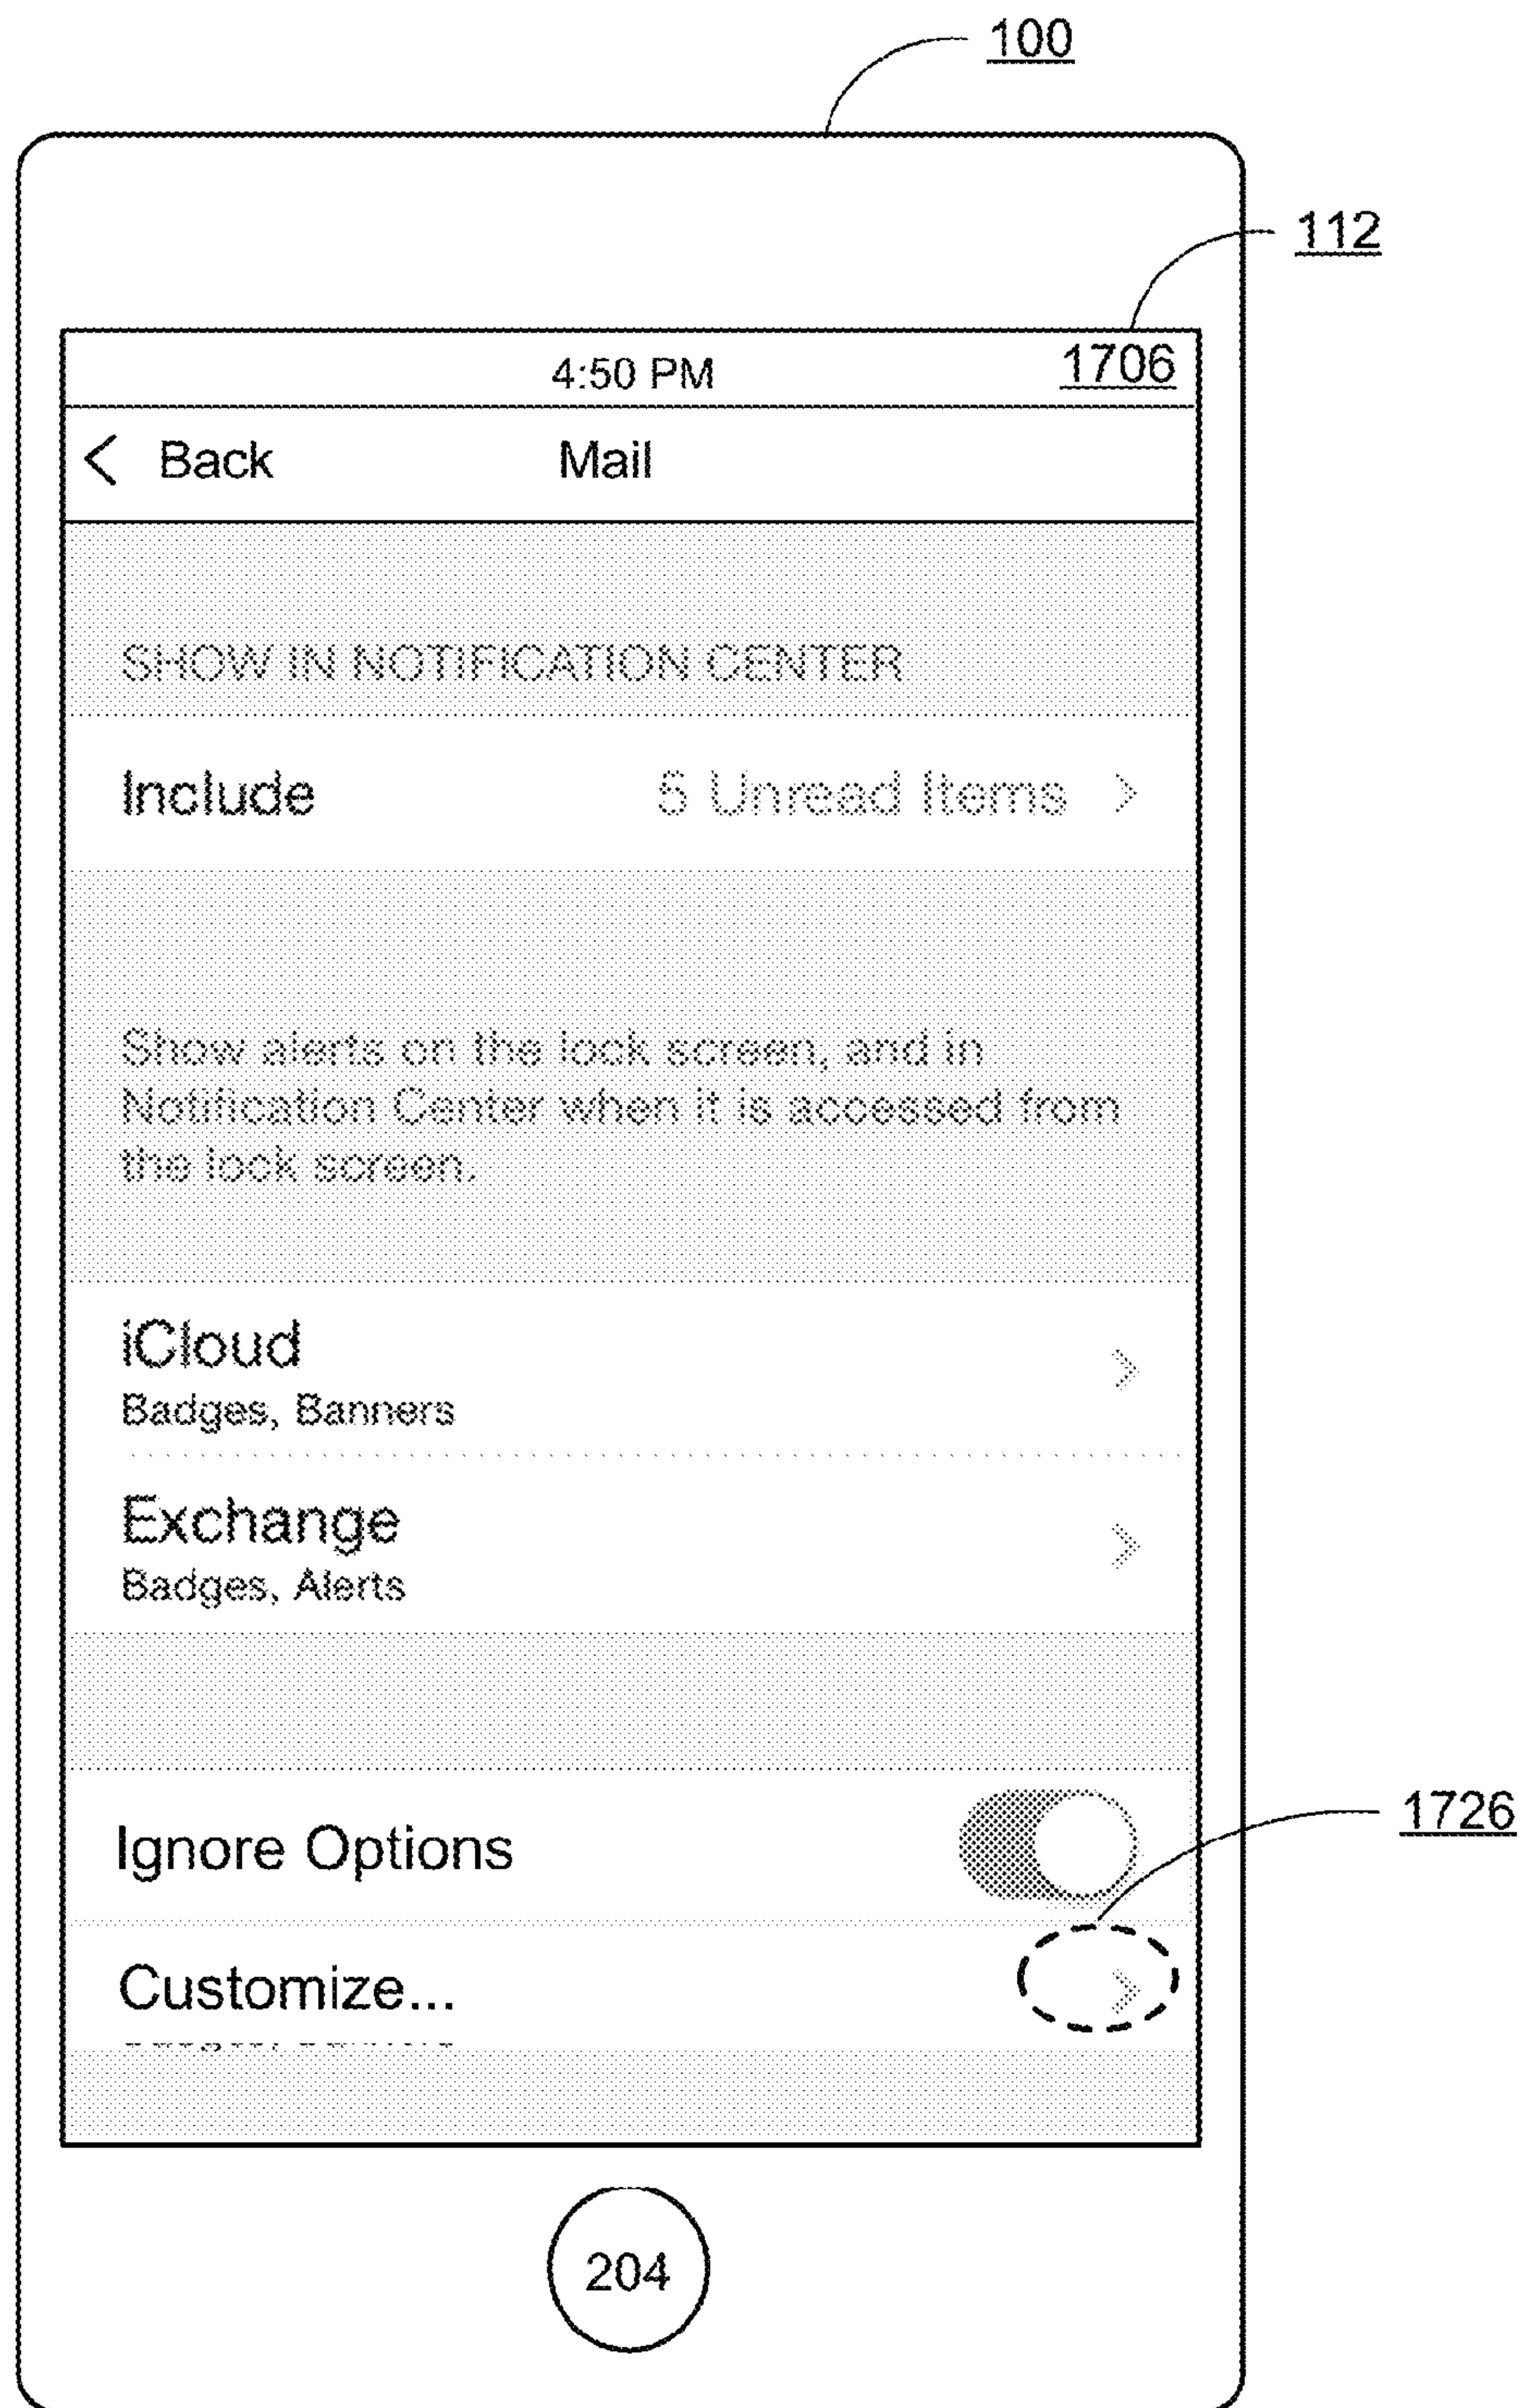 100
112
4:50 PM 1706
< Back Mail
SHOW IN NOTIFICATION CENTER
Include 5 Unread Items >
Show alerts on the lock screen, and in
Notification Center when it is accessed from
the lock screen.
iCloud >
Badges, Banners
Exchange >
Badges, Alerts
Ignore Options
1726
Customize... >
204